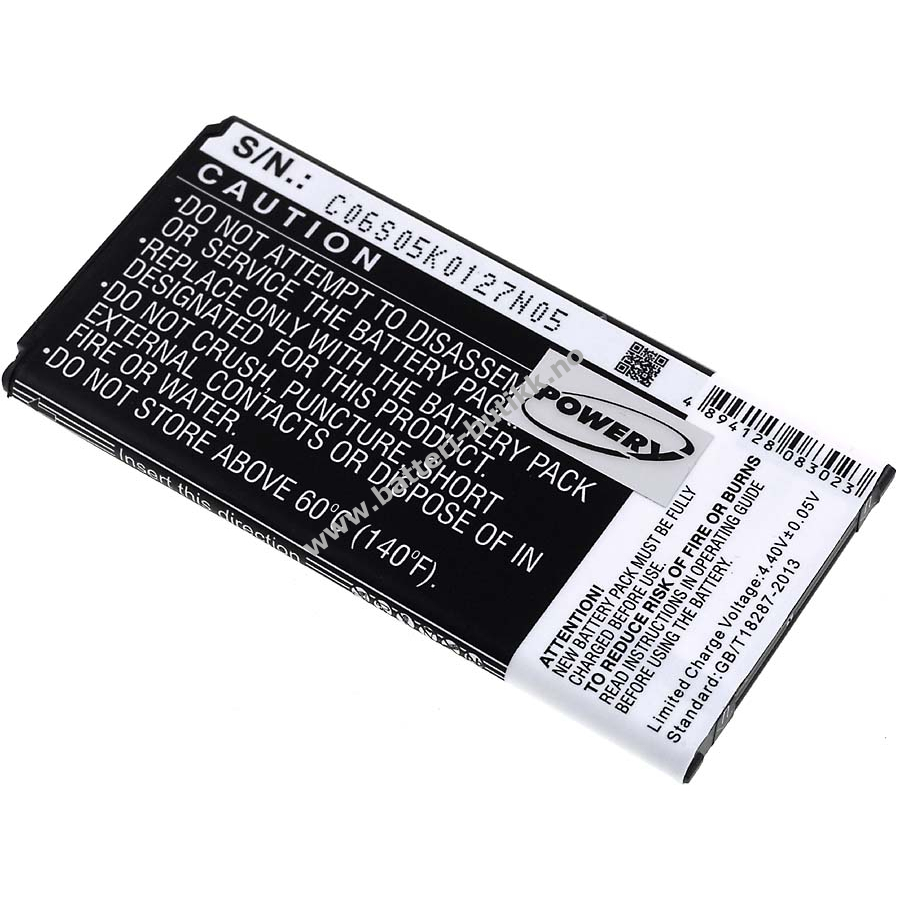 S/N.:
C06S05K0127N05
CAUTION
•DO NOT ATTEMPT TO DISASSEMBLE
OR SERVICE THE BATTERY PACK
•REPLACE ONLY WITH THE BATTERY PACK
DESIGNATED FOR THIS PRODUCT
•DO NOT CRUSH, PUNCTURE, SHORT
EXTERNAL CONTACTS OR DISPOSE OF IN
FIRE OR WATER.
•DO NOT STORE ABOVE 60℃ (140℉).
Insert this direction
POWERY
4 894128 083023
ATTENTION!
NEW BATTERY PACK MUST BE FULLY
CHARGED BEFORE USE.
TO REDUCE RISK OF FIRE OR BURNS
READ INSTRUCTIONS IN OPERATING GUIDE
BEFORE USING THE BATTERY
Limited Charge Voltage:4.40V±0.05V
Standard:GB/T18287-2013
www.batteri-butikk.no